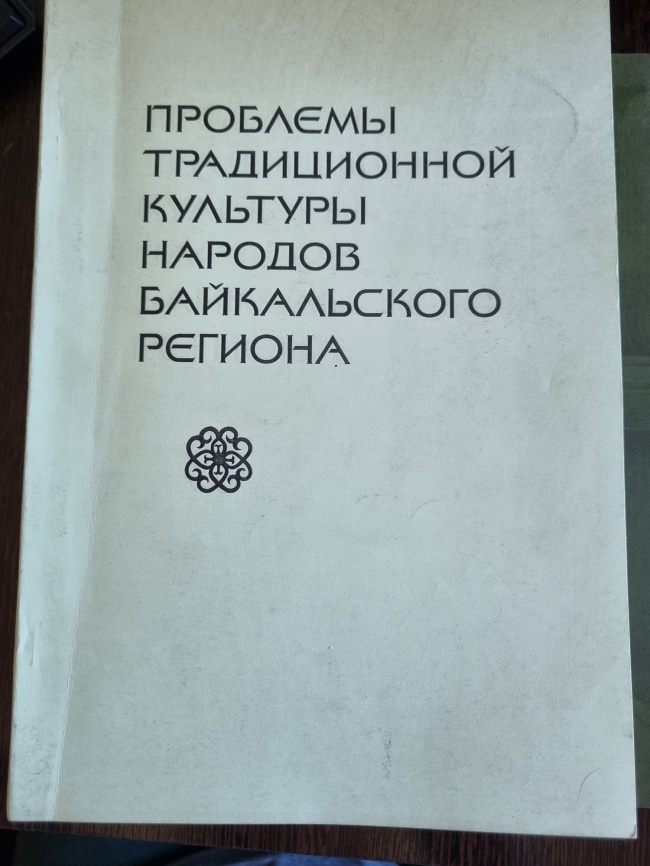 ПРОБЛЕМЫ
ТРАДИЦИОННОЙ
КУЛЬТУРЫ
НАРОДОВ
БАЙКАЛЬСКОГО
РЕГИОНА